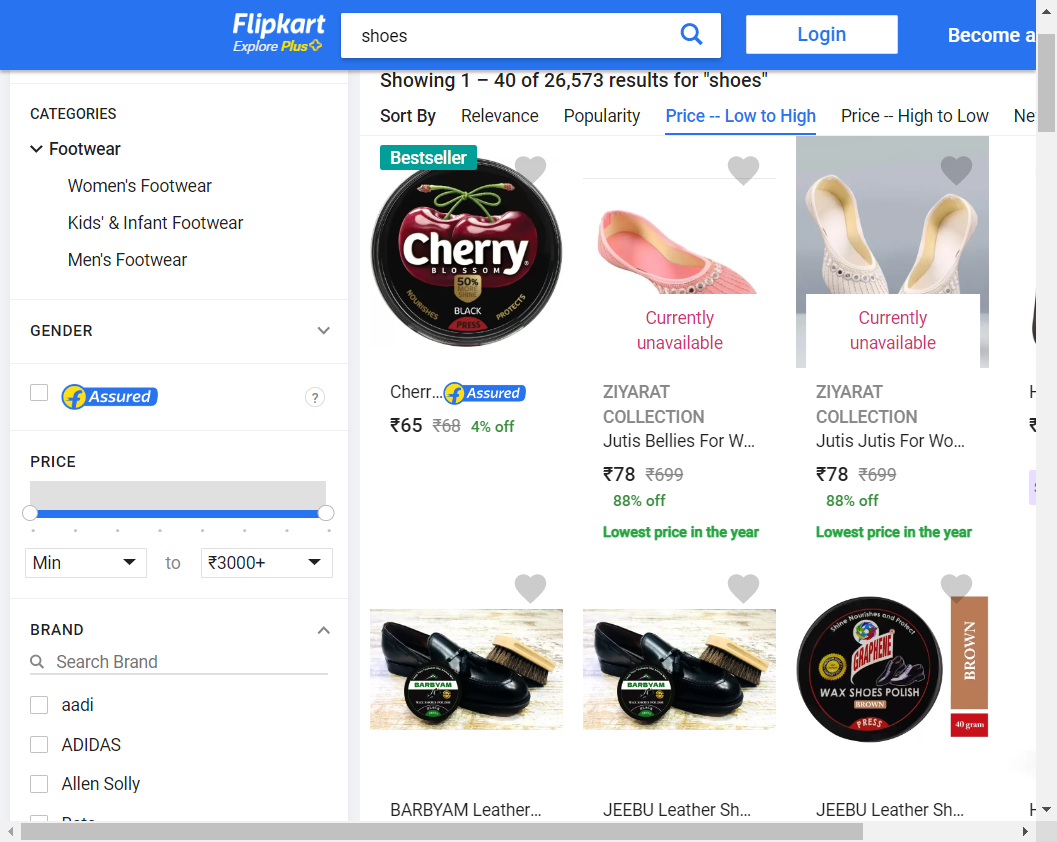 Flipkart
Explore Plus
shoes
Login
Become a
Showing 1 – 40 of 26,573 results for "shoes"
Sort By Relevance Popularity Price -- Low to High Price -- High to Low Ne
CATEGORIES
Footwear
Women's Footwear
Kids' & Infant Footwear
Men's Footwear
GENDER
Assured
?
PRICE
Min to ₹3000+
BRAND
Search Brand
aadi
ADIDAS
Allen Solly
Bestseller
Cherry
BLOSSOM
50%
MORE
SHINE
BLACK
NOURISHES
PROTECTS
PRESS
Cherr... Assured
₹65 ₹68 4% off
Currently
unavailable
ZIYARAT
COLLECTION
Jutis Bellies For W...
₹78 ₹699
88% off
Lowest price in the year
Currently
unavailable
ZIYARAT
COLLECTION
Jutis Jutis For Wo...
₹78 ₹699
88% off
Lowest price in the year
BARBYAM
BARBYAM Leather...
BARBYAM
JEEBU Leather Sh...
Shine Nourishes and Protect
GRAPHENE
WAX SHOES POLISH
BROWN
PRESS
BROWN
40 gram
JEEBU Leather Sh...